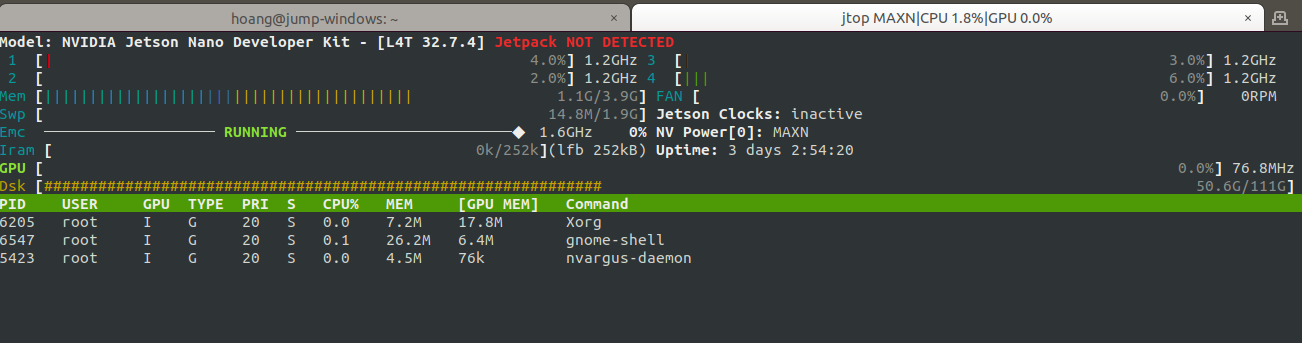 hoang@jump-windows: ~ × jtop MAXN|CPU 1.8%|GPU 0.0% ×
Model: NVIDIA Jetson Nano Developer Kit - [L4T 32.7.4] Jetpack NOT DETECTED
1 [| 4.0%] 1.2GHz 3 [| 3.0%] 1.2GHz
2 [ 2.0%] 1.2GHz 4 [||| 6.0%] 1.2GHz
Mem [||||||||||||||||||||||||||||||||||||||||| 1.1G/3.9G] FAN [ 0.0%] 0RPM
Swp [ 14.8M/1.9G] Jetson Clocks: inactive
Emc RUNNING 1.6GHz 0% NV Power[0]: MAXN
Iram [ 0k/252k](lfb 252kB) Uptime: 3 days 2:54:20
GPU [ 0.0%] 76.8MHz
Dsk [############################################################## 50.6G/111G]
PID USER GPU TYPE PRI S CPU% MEM [GPU MEM] Command
6205 root I G 20 S 0.0 7.2M 17.8M Xorg
6547 root I G 20 S 0.1 26.2M 6.4M gnome-shell
5423 root I G 20 S 0.0 4.5M 76k nvargus-daemon